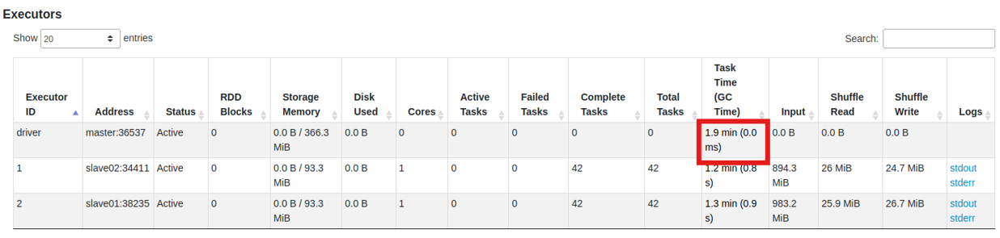 Executors
Show 20 entries Search:
Executor ID Address Status RDD Blocks Storage Memory Disk Used Cores Active Tasks Failed Tasks Complete Tasks Total Tasks Task Time (GC Time) Input Shuffle Read Shuffle Write Logs
driver master:36537 Active 0 0.0 B / 366.3 MiB 0.0 B 0 0 0 0 0 1.9 min (0.0 ms) 0.0 B 0.0 B 0.0 B
1 slave02:34411 Active 0 0.0 B / 93.3 MiB 0.0 B 1 0 0 42 42 1.2 min (0.8 s) 894.3 MiB 26 MiB 24.7 MiB stdout stderr
2 slave01:38235 Active 0 0.0 B / 93.3 MiB 0.0 B 1 0 0 42 42 1.3 min (0.9 s) 983.2 MiB 25.9 MiB 26.7 MiB stdout stderr